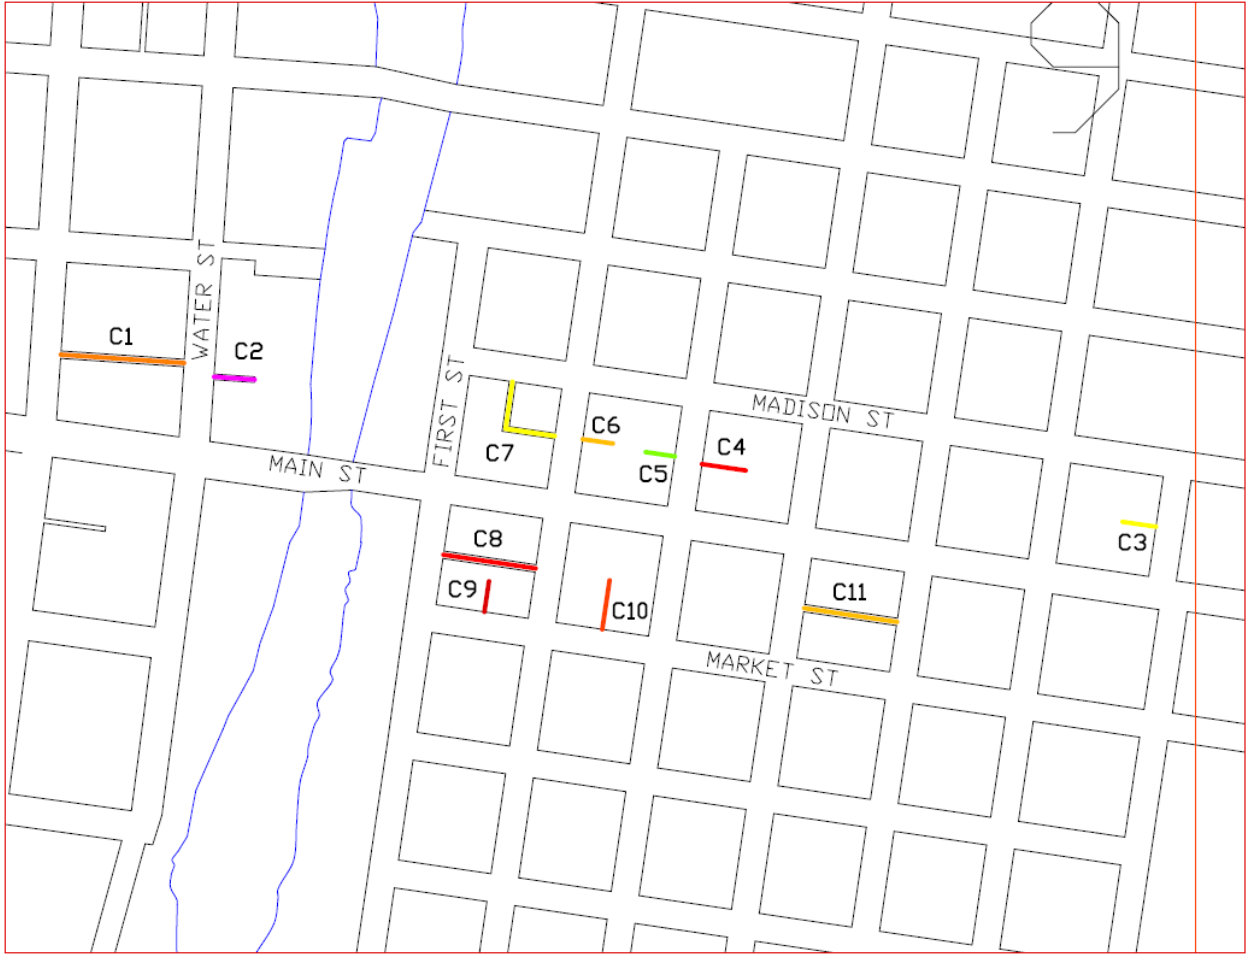 C1
WATER ST
C2
FIRST ST
MADISON ST
C6
C7
C5
C4
MAIN ST
C3
C8
C9
C10
C11
MARKET ST